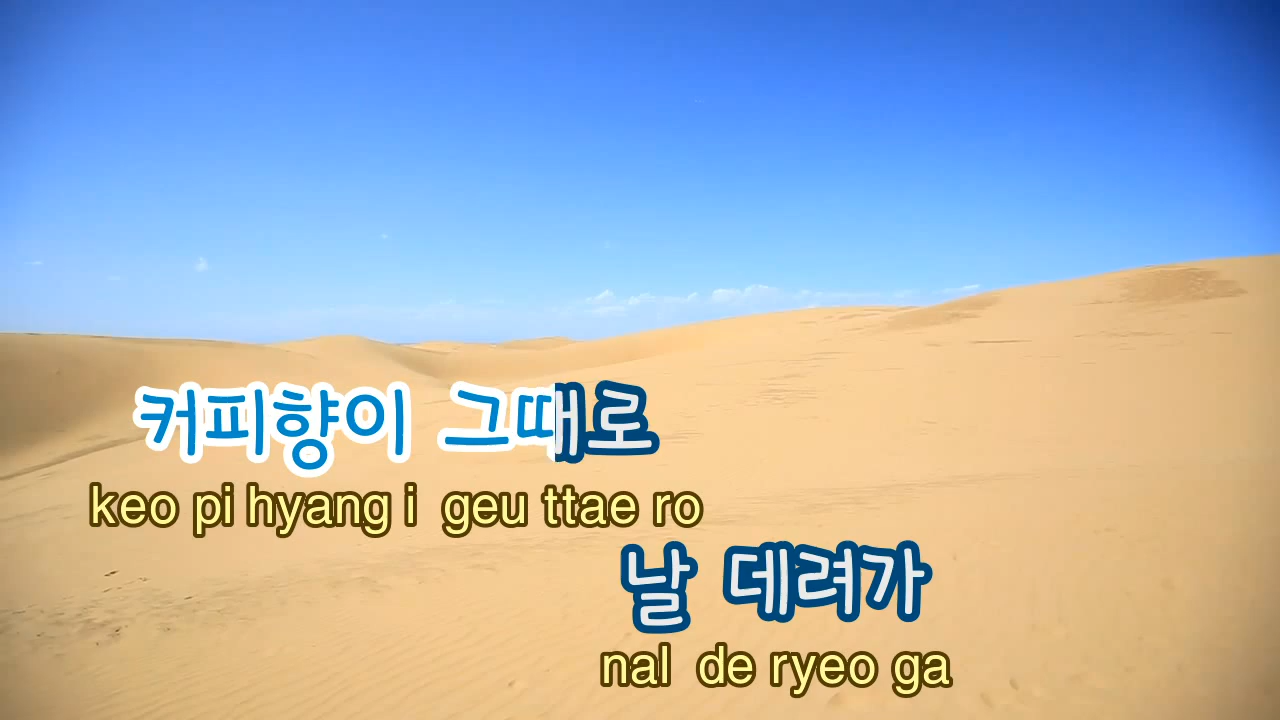 커피향이 그때로
keo pi hyang i geu ttae ro
날 데려가
nal de ryeo ga